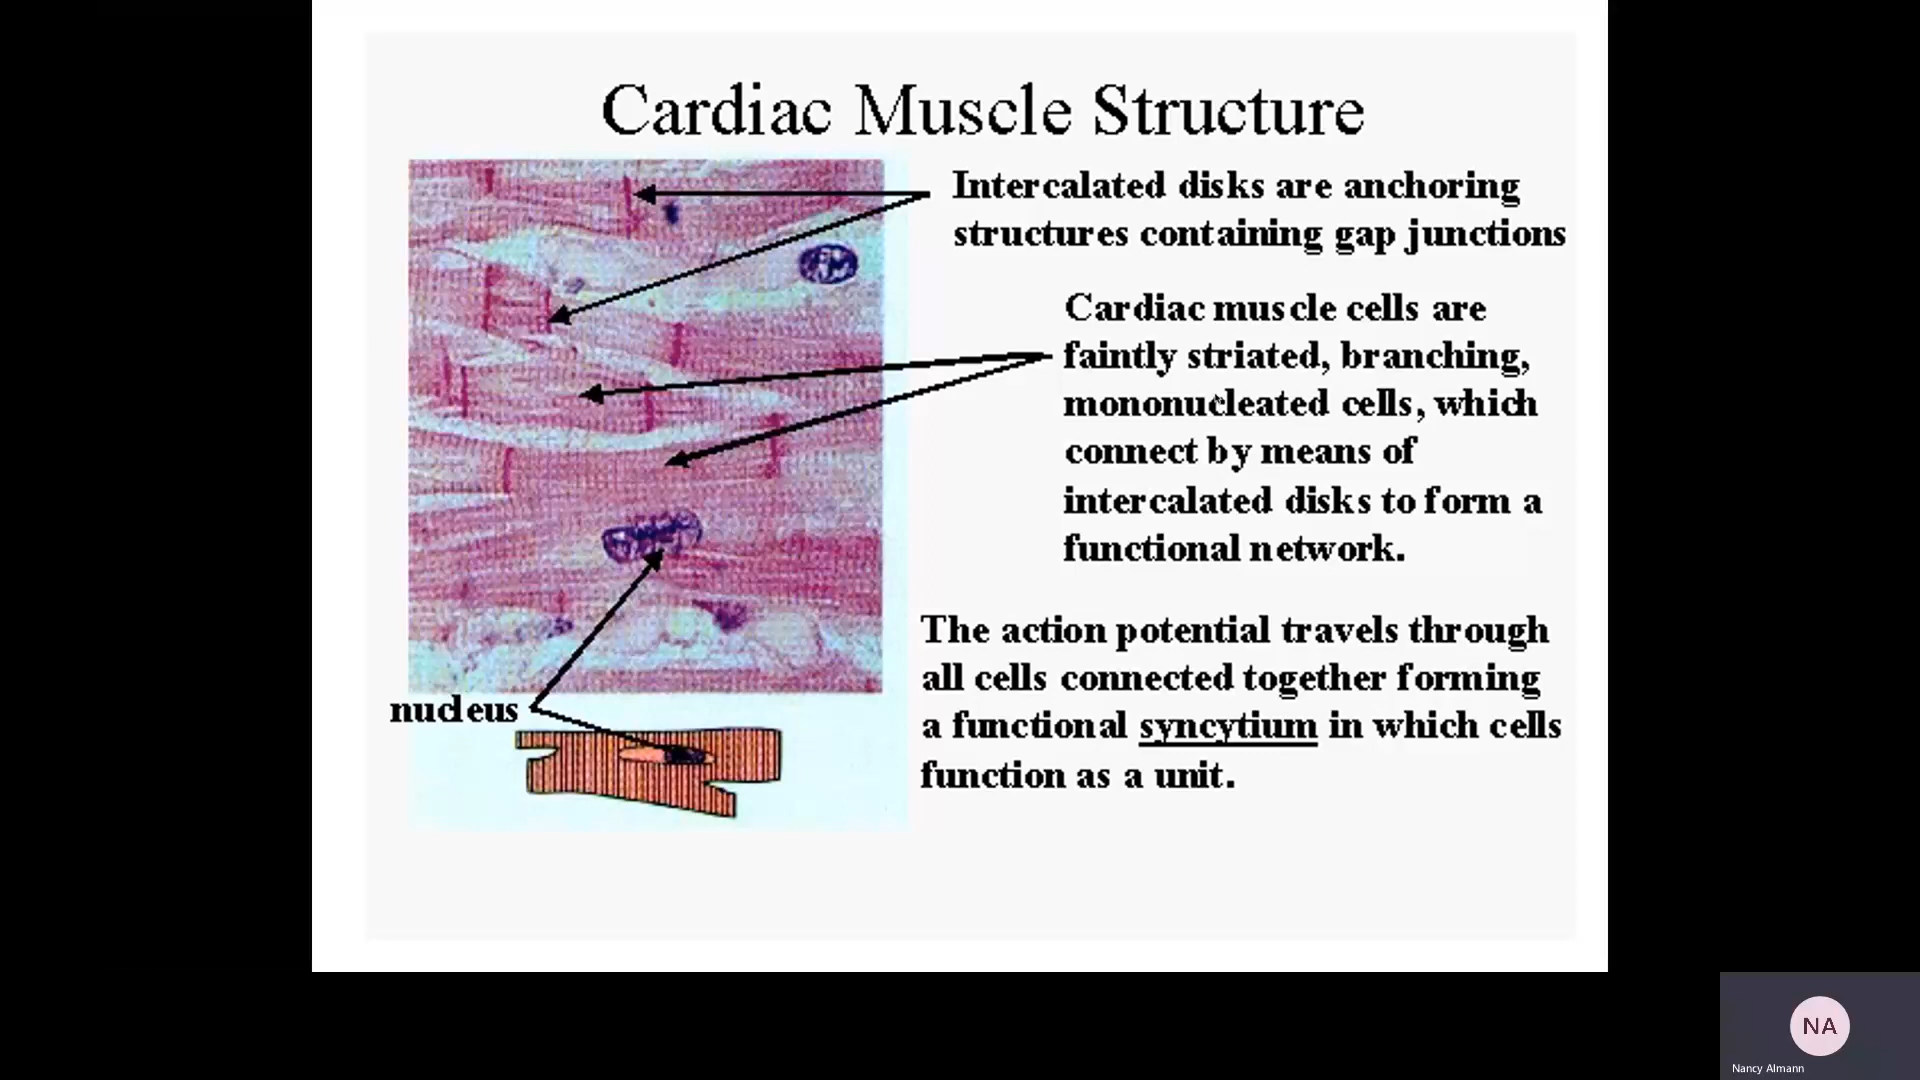 Cardiac Muscle Structure
Intercalated disks are anchoring
structures containing gap junctions
Cardiac muscle cells are
faintly striated, branching,
mononucleated cells, which
connect by means of
intercalated disks to form a
functional network.
The action potential travels through
all cells connected together forming
a functional syncytium in which cells
function as a unit.
nucleus
NA
Nancy Almann